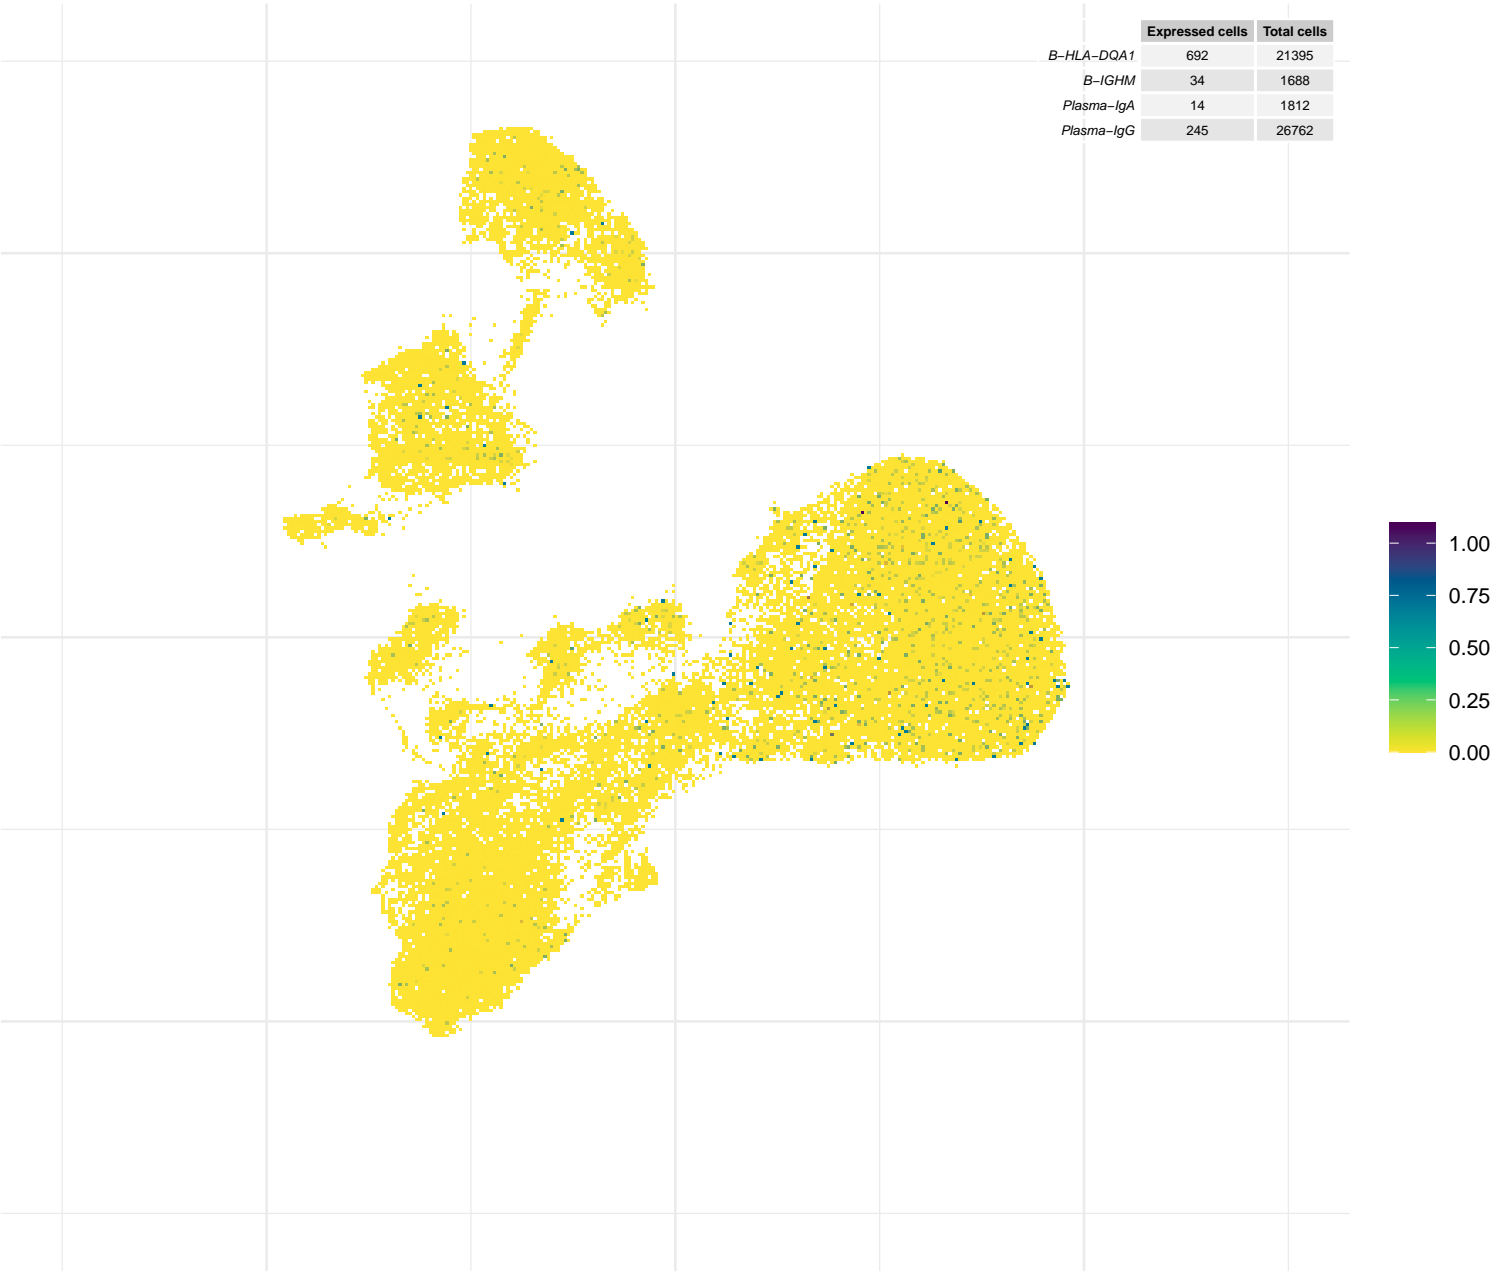 Expressed cells Total cells
B-HLA-DQA1 692 21395
B-IGHM 34 1688
Plasma-IgA 14 1812
Plasma-IgG 245 26762
1.00
0.75
0.50
0.25
0.00